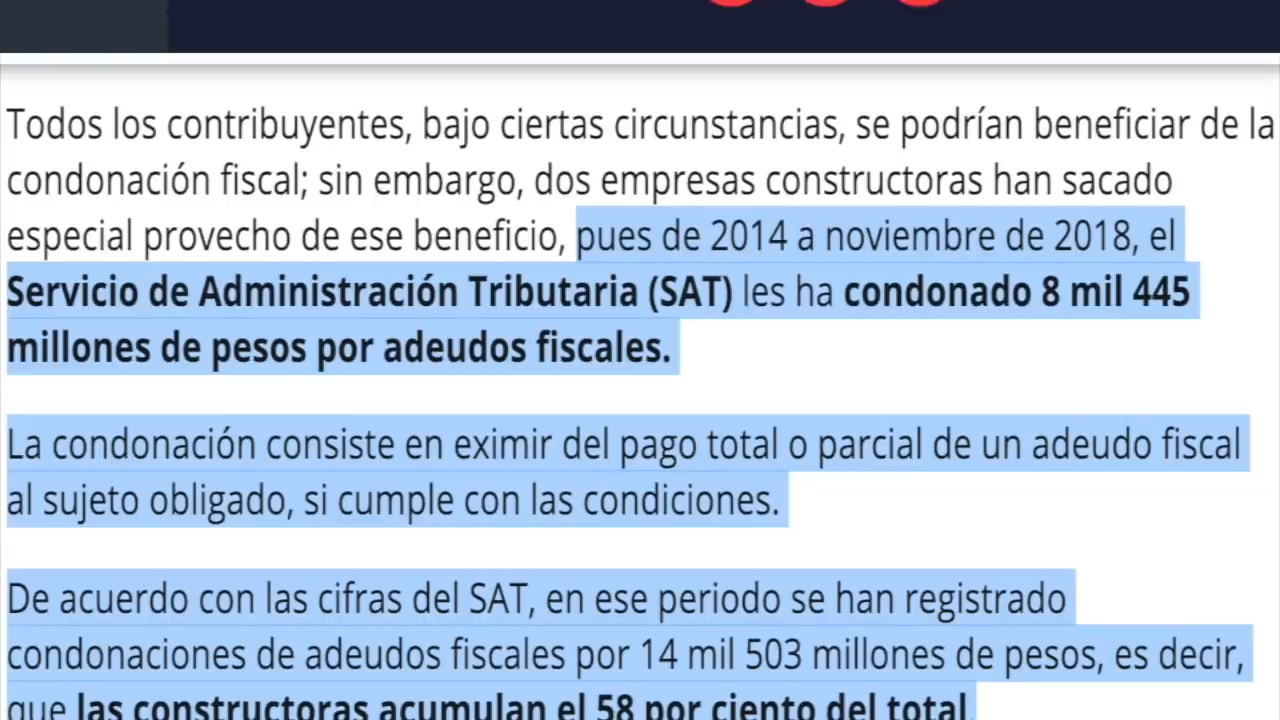 Todos los contribuyentes, bajo ciertas circunstancias, se podrían beneficiar de la
condonación fiscal; sin embargo, dos empresas constructoras han sacado
especial provecho de ese beneficio, pues de 2014 a noviembre de 2018, el
Servicio de Administración Tributaria (SAT) les ha condonado 8 mil 445
millones de pesos por adeudos fiscales.
La condonación consiste en eximir del pago total o parcial de un adeudo fiscal
al sujeto obligado, si cumple con las condiciones.
De acuerdo con las cifras del SAT, en ese periodo se han registrado
condonaciones de adeudos fiscales por 14 mil 503 millones de pesos, es decir,
que las constructoras acumulan el 58 por ciento del total.